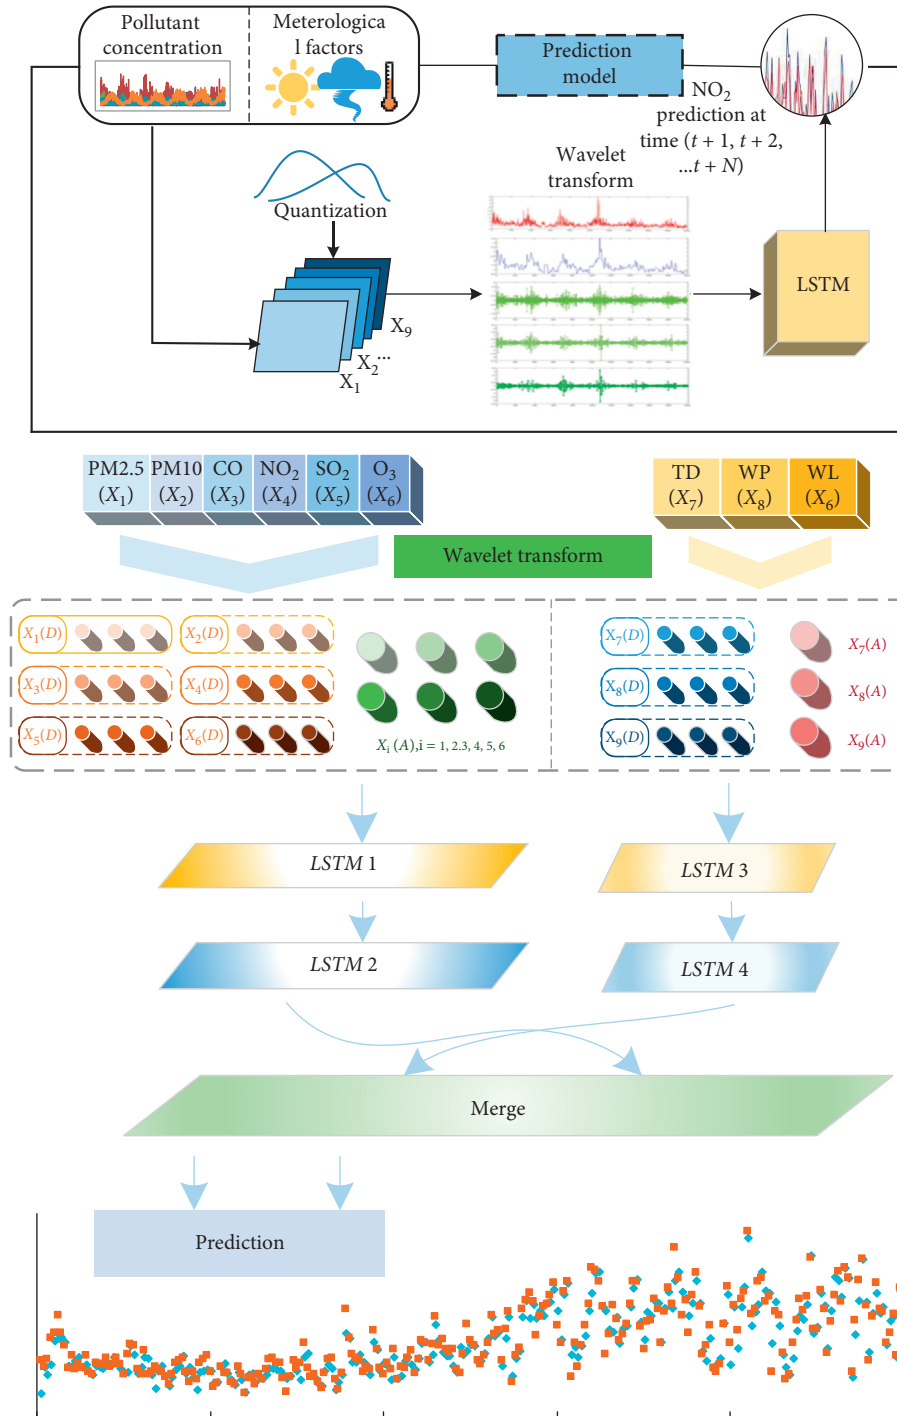 Pollutant
concentration
Meterologica
l factors
Prediction
model
NO2
prediction at
time (t + 1, t + 2,
...t + N)
Wavelet
transform
Quantization
LSTM
X9
...
X2
X1
PM2.5
(X1)
PM10
(X2)
CO
(X3)
NO2
(X4)
SO2
(X5)
O3
(X6)
TD
(X7)
WP
(X8)
WL
(X6)
Wavelet transform
X1(D)
X2(D)
X3(D)
X4(D)
X5(D)
X6(D)
Xi (A),i = 1, 2.3, 4, 5, 6
X7(D)
X8(D)
X9(D)
X7(A)
X8(A)
X9(A)
LSTM 1
LSTM 3
LSTM 2
LSTM 4
Merge
Prediction